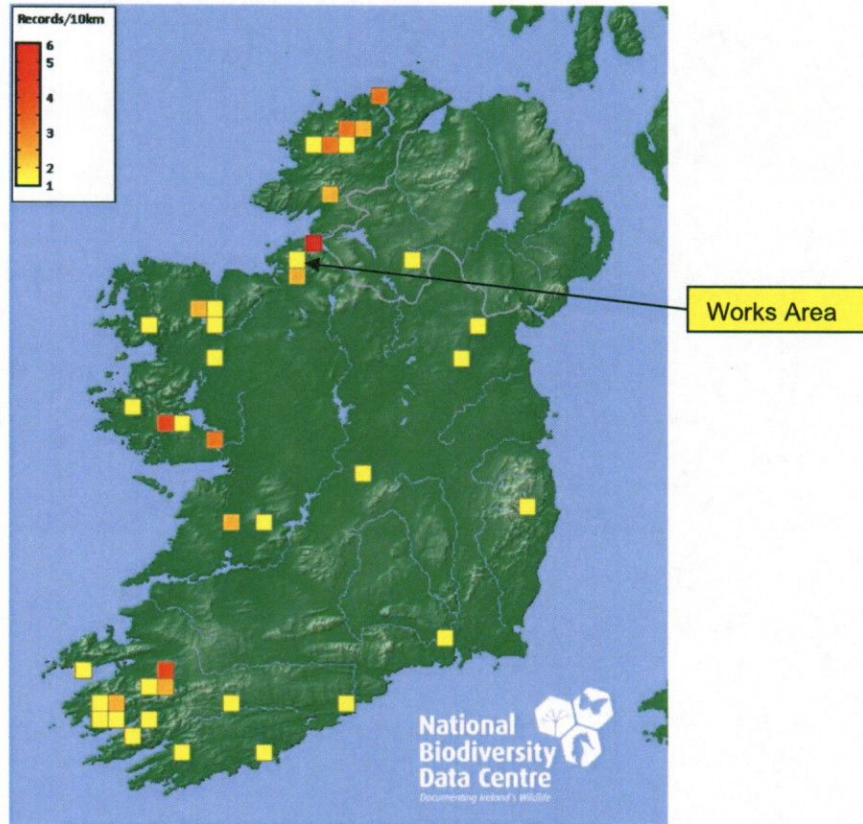 Records/10km
6
5
4
3
2
1
Works Area
National
Biodiversity
Data Centre
Documenting Ireland's Wildlife